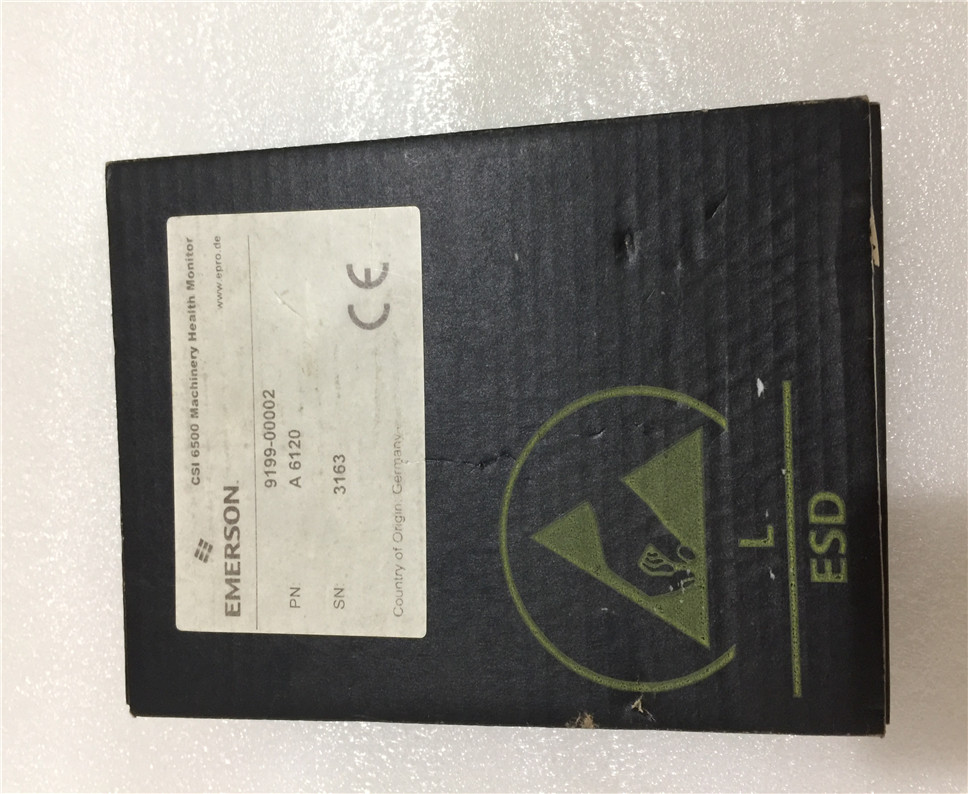 EMERSON
CSI 6500 Machinery Health Monitor
www.epro.de
9199-00002
PN: A 6120
SN: 3163
CE
Country of Origin: Germany
L
ESD